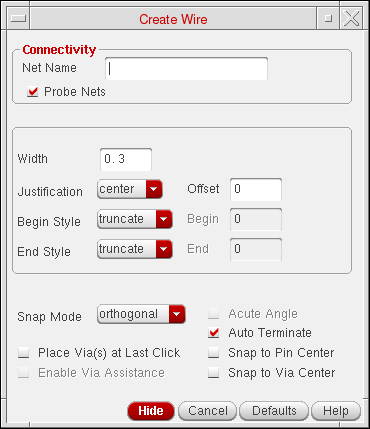 Create Wire
Connectivity
Net Name
Probe Nets
Width 0.3
Justification center Offset 0
Begin Style truncate Begin 0
End Style truncate End 0
Snap Mode orthogonal Acute Angle
Auto Terminate
Place Via(s) at Last Click Snap to Pin Center
Enable Via Assistance Snap to Via Center
Hide Cancel Defaults Help